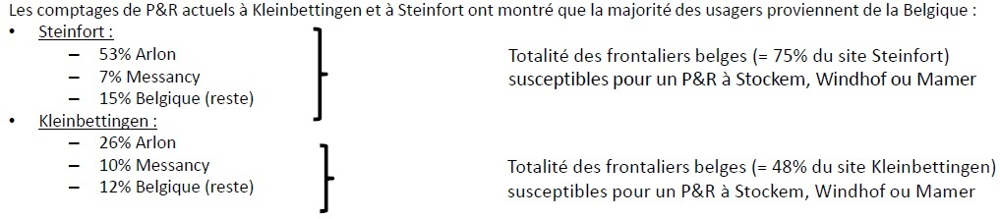 Les comptages de P&R actuels à Kleinbettingen et à Steinfort ont montré que la majorité des usagers proviennent de la Belgique :
• Steinfort :
– 53% Arlon
– 7% Messancy
– 15% Belgique (reste)
Totalité des frontaliers belges (= 75% du site Steinfort)
susceptibles pour un P&R à Stockem, Windhof ou Mamer
• Kleinbettingen :
– 26% Arlon
– 10% Messancy
– 12% Belgique (reste)
Totalité des frontaliers belges (= 48% du site Kleinbettingen)
susceptibles pour un P&R à Stockem, Windhof ou Mamer